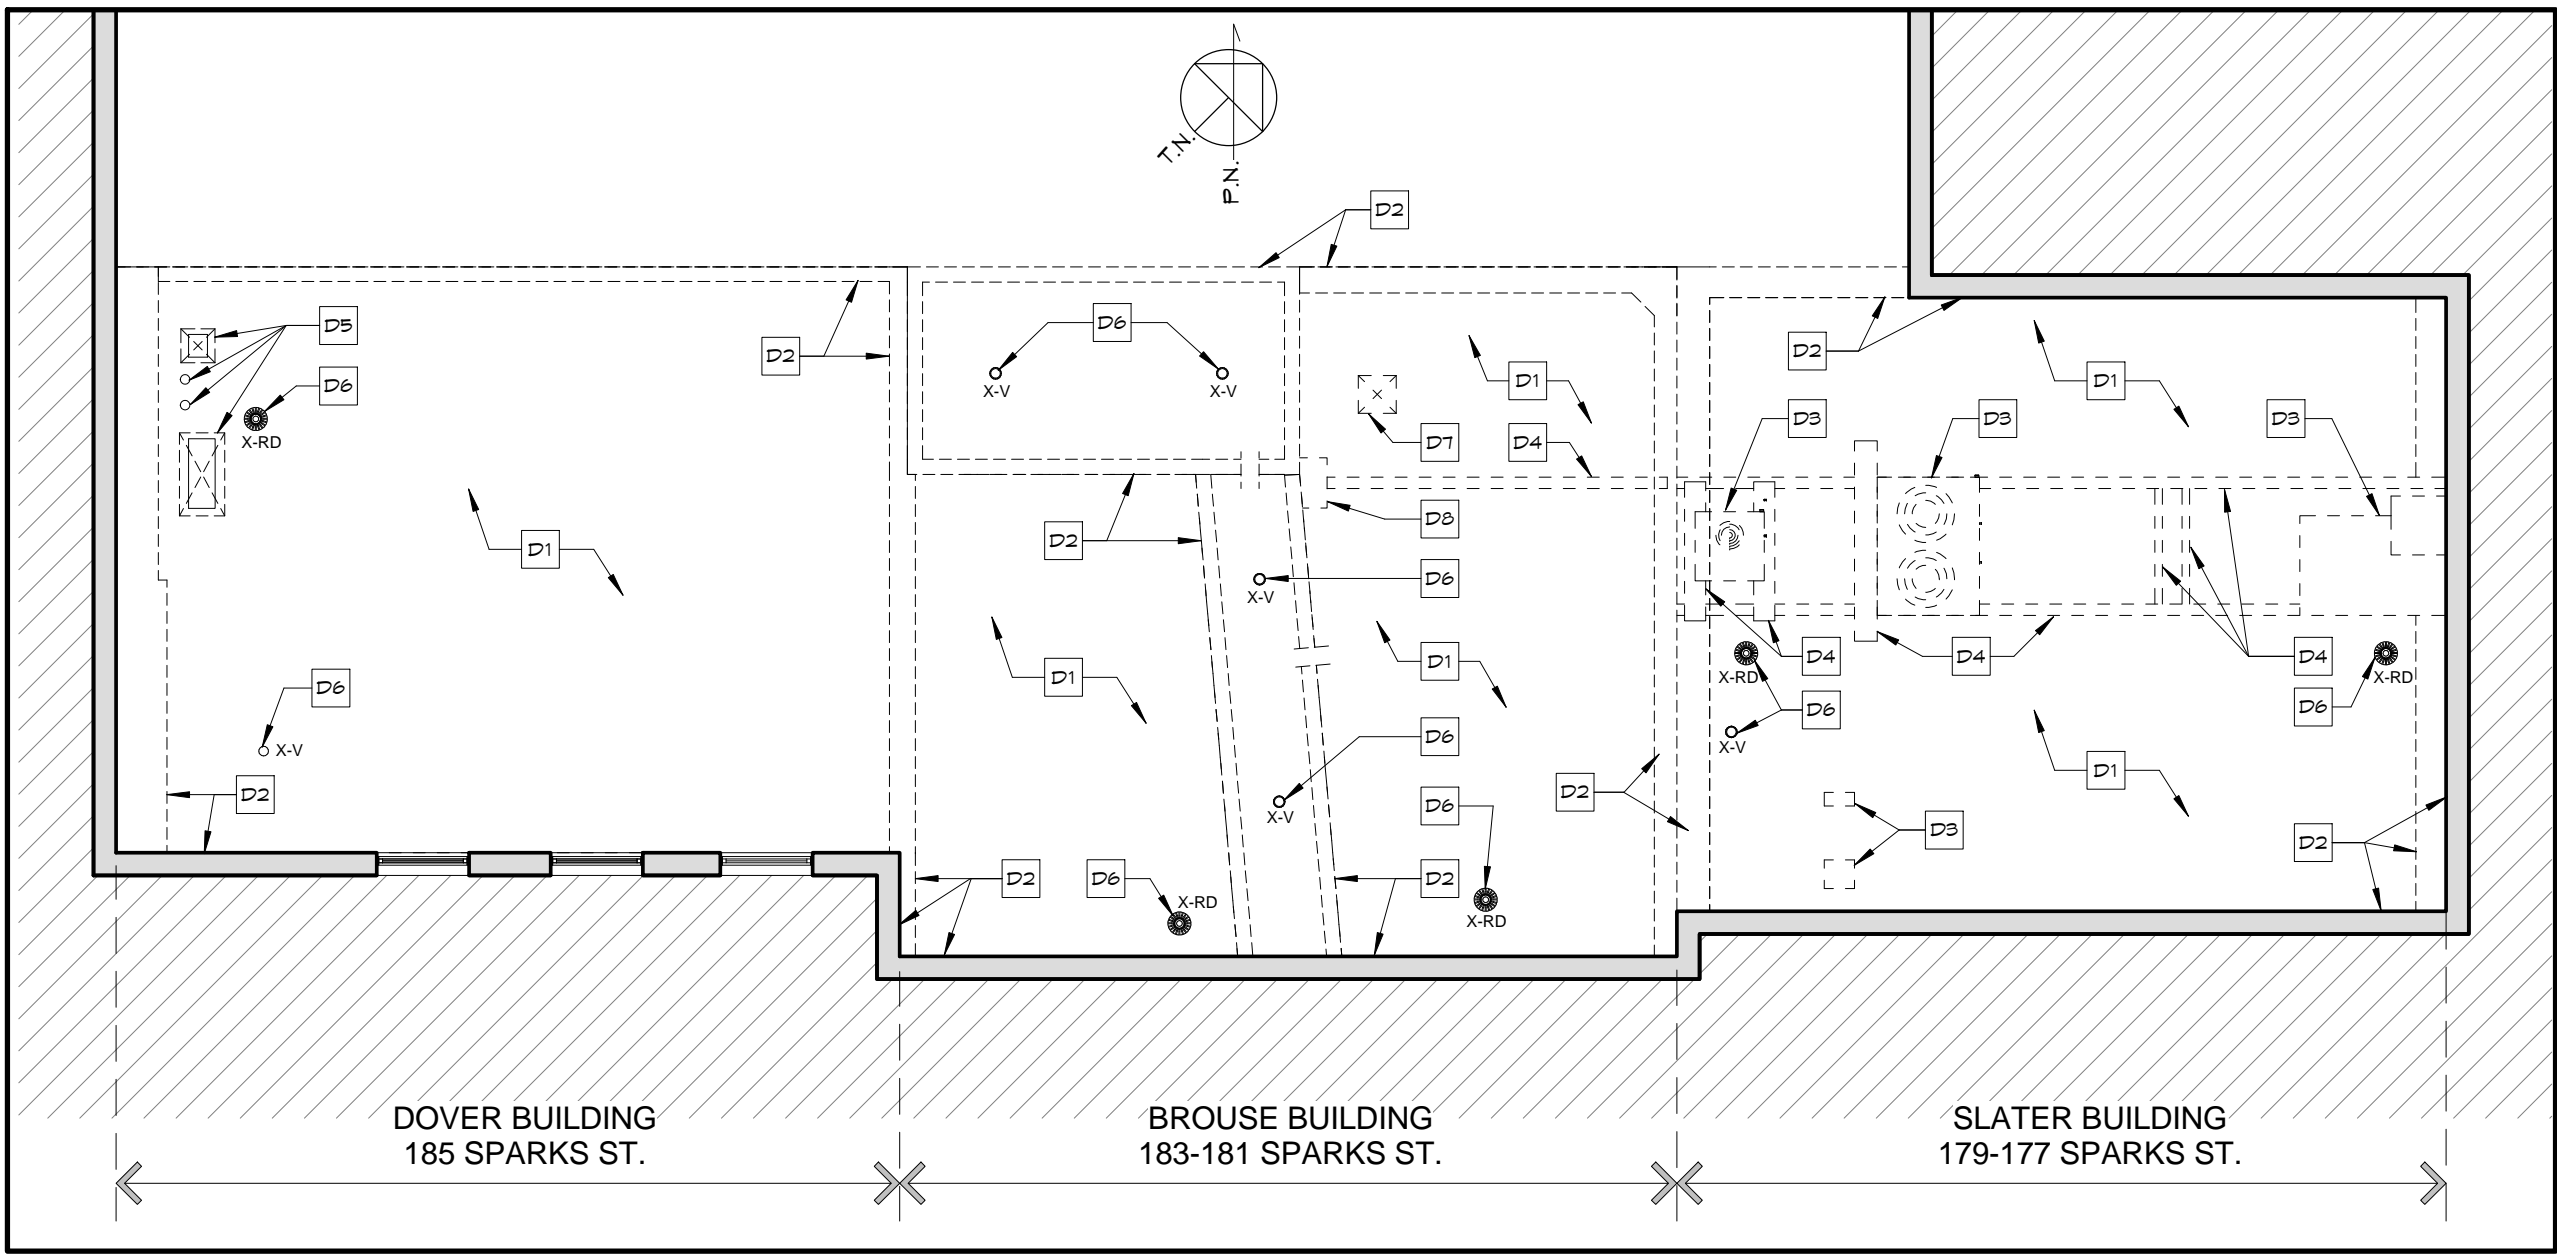 T.N.
P.N.
D2
D5
D6
X-V
X-V
D2
D2
D1
D1
D6
X-RD
D7
D4
D3
D3
D3
D8
D2
D1
D6
X-V
D1
D1
D4
D4
D4
D6
X-V
X-RD
D6
X-V
D6
X-RD
D6
D6
X-V
D1
D2
D2
D6
D3
D2
D2
D6
X-RD
D2
X-RD
DOVER BUILDING
185 SPARKS ST.
BROUSE BUILDING
183-181 SPARKS ST.
SLATER BUILDING
179-177 SPARKS ST.